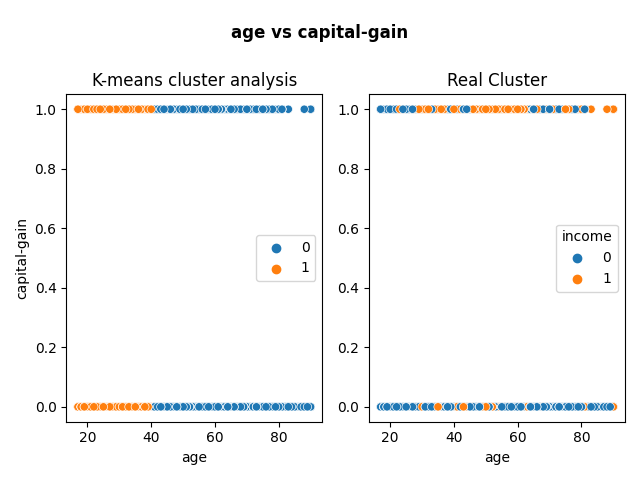 age vs capital-gain
K-means cluster analysis
1.0
0.8
0.6
0.4
0.2
0.0
capital-gain
20 40 60 80
age
0
1
Real Cluster
1.0
0.8
0.6
0.4
0.2
0.0
20 40 60 80
age
income
0
1